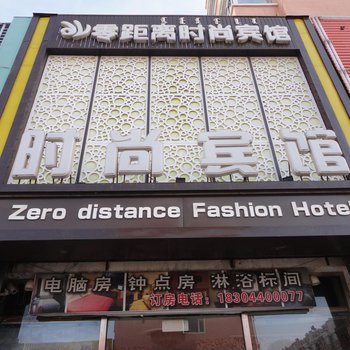 零距离时尚宾馆
时尚宾馆
Zero distance Fashion Hotel
电脑房 钟点房 淋浴标间
订房电话：18304400077